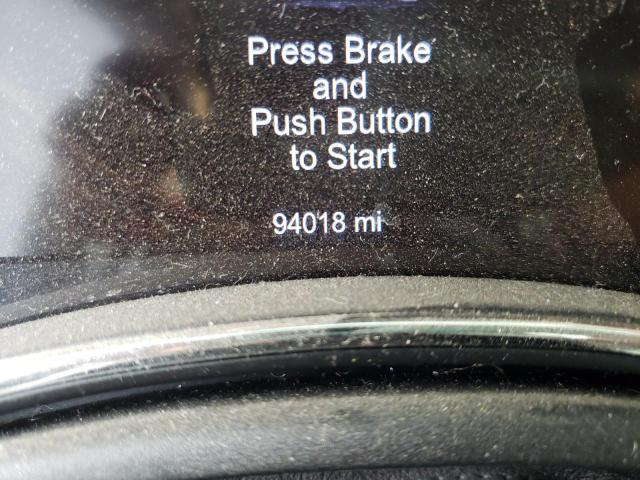 Press Brake
and
Push Button
to Start
94018 mi